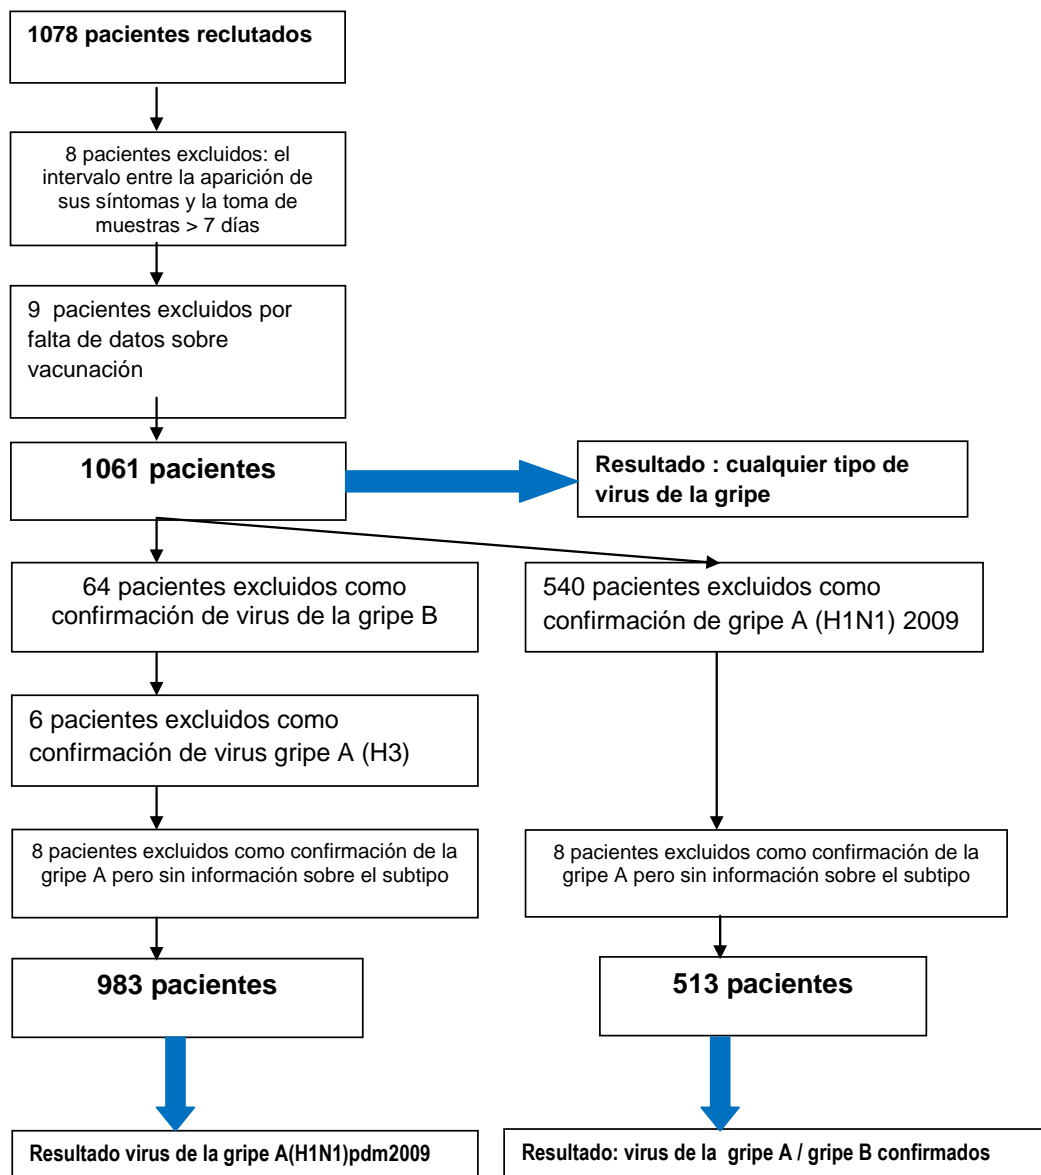 1078 pacientes reclutados
8 pacientes excluidos: el
intervalo entre la aparición de
sus síntomas y la toma de
muestras > 7 días
9 pacientes excluidos por
falta de datos sobre
vacunación
1061 pacientes
Resultado : cualquier tipo de
virus de la gripe
64 pacientes excluidos como
confirmación de virus de la gripe B
540 pacientes excluidos como
confirmación de gripe A (H1N1) 2009
6 pacientes excluidos como
confirmación de virus gripe A (H3)
8 pacientes excluidos como confirmación de la
gripe A pero sin información sobre el subtipo
8 pacientes excluidos como confirmación de la
gripe A pero sin información sobre el subtipo
983 pacientes
513 pacientes
Resultado virus de la gripe A(H1N1)pdm2009
Resultado: virus de la gripe A / gripe B confirmados